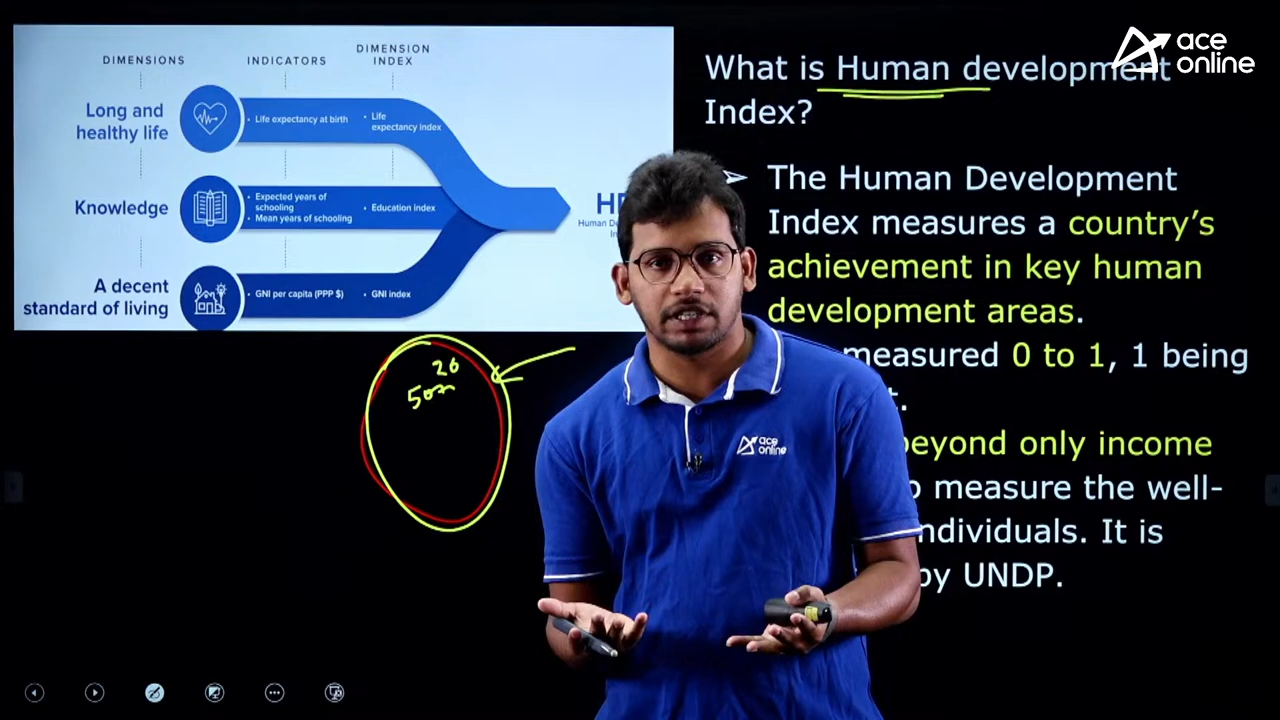 DIMENSIONS
INDICATORS
DIMENSION
INDEX
Long and
healthy life
Life expectancy at birth
Life
expectancy index
Knowledge
Expected years of
schooling
Mean years of schooling
Education index
A decent
standard of living
GNI per capita (PPP $)
GNI index
ace
online
What is Human development
Index?
The Human Development
Index measures a country's
achievement in key human
development areas.
measured 0 to 1, 1 being
beyond only income
measure the well-
individuals. It is
by UNDP.
20
ace
online